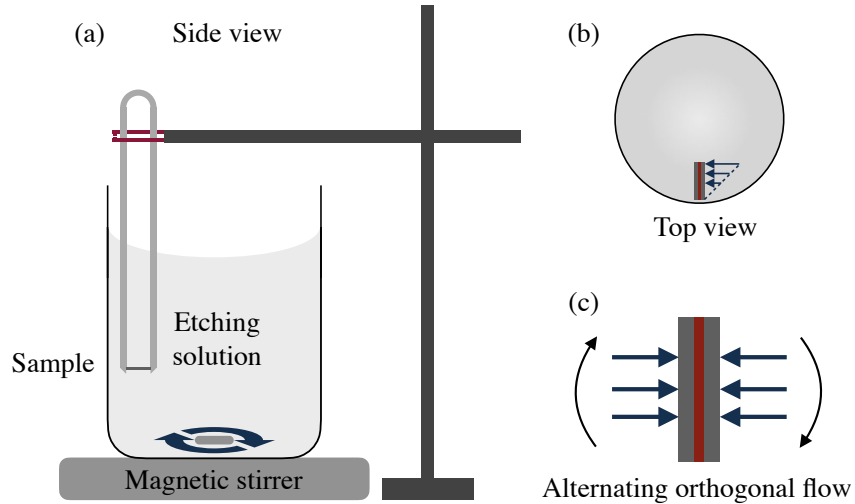 (a)
Side view
Etching
solution
Sample
Magnetic stirrer
(b)
Top view
(c)
Alternating orthogonal flow